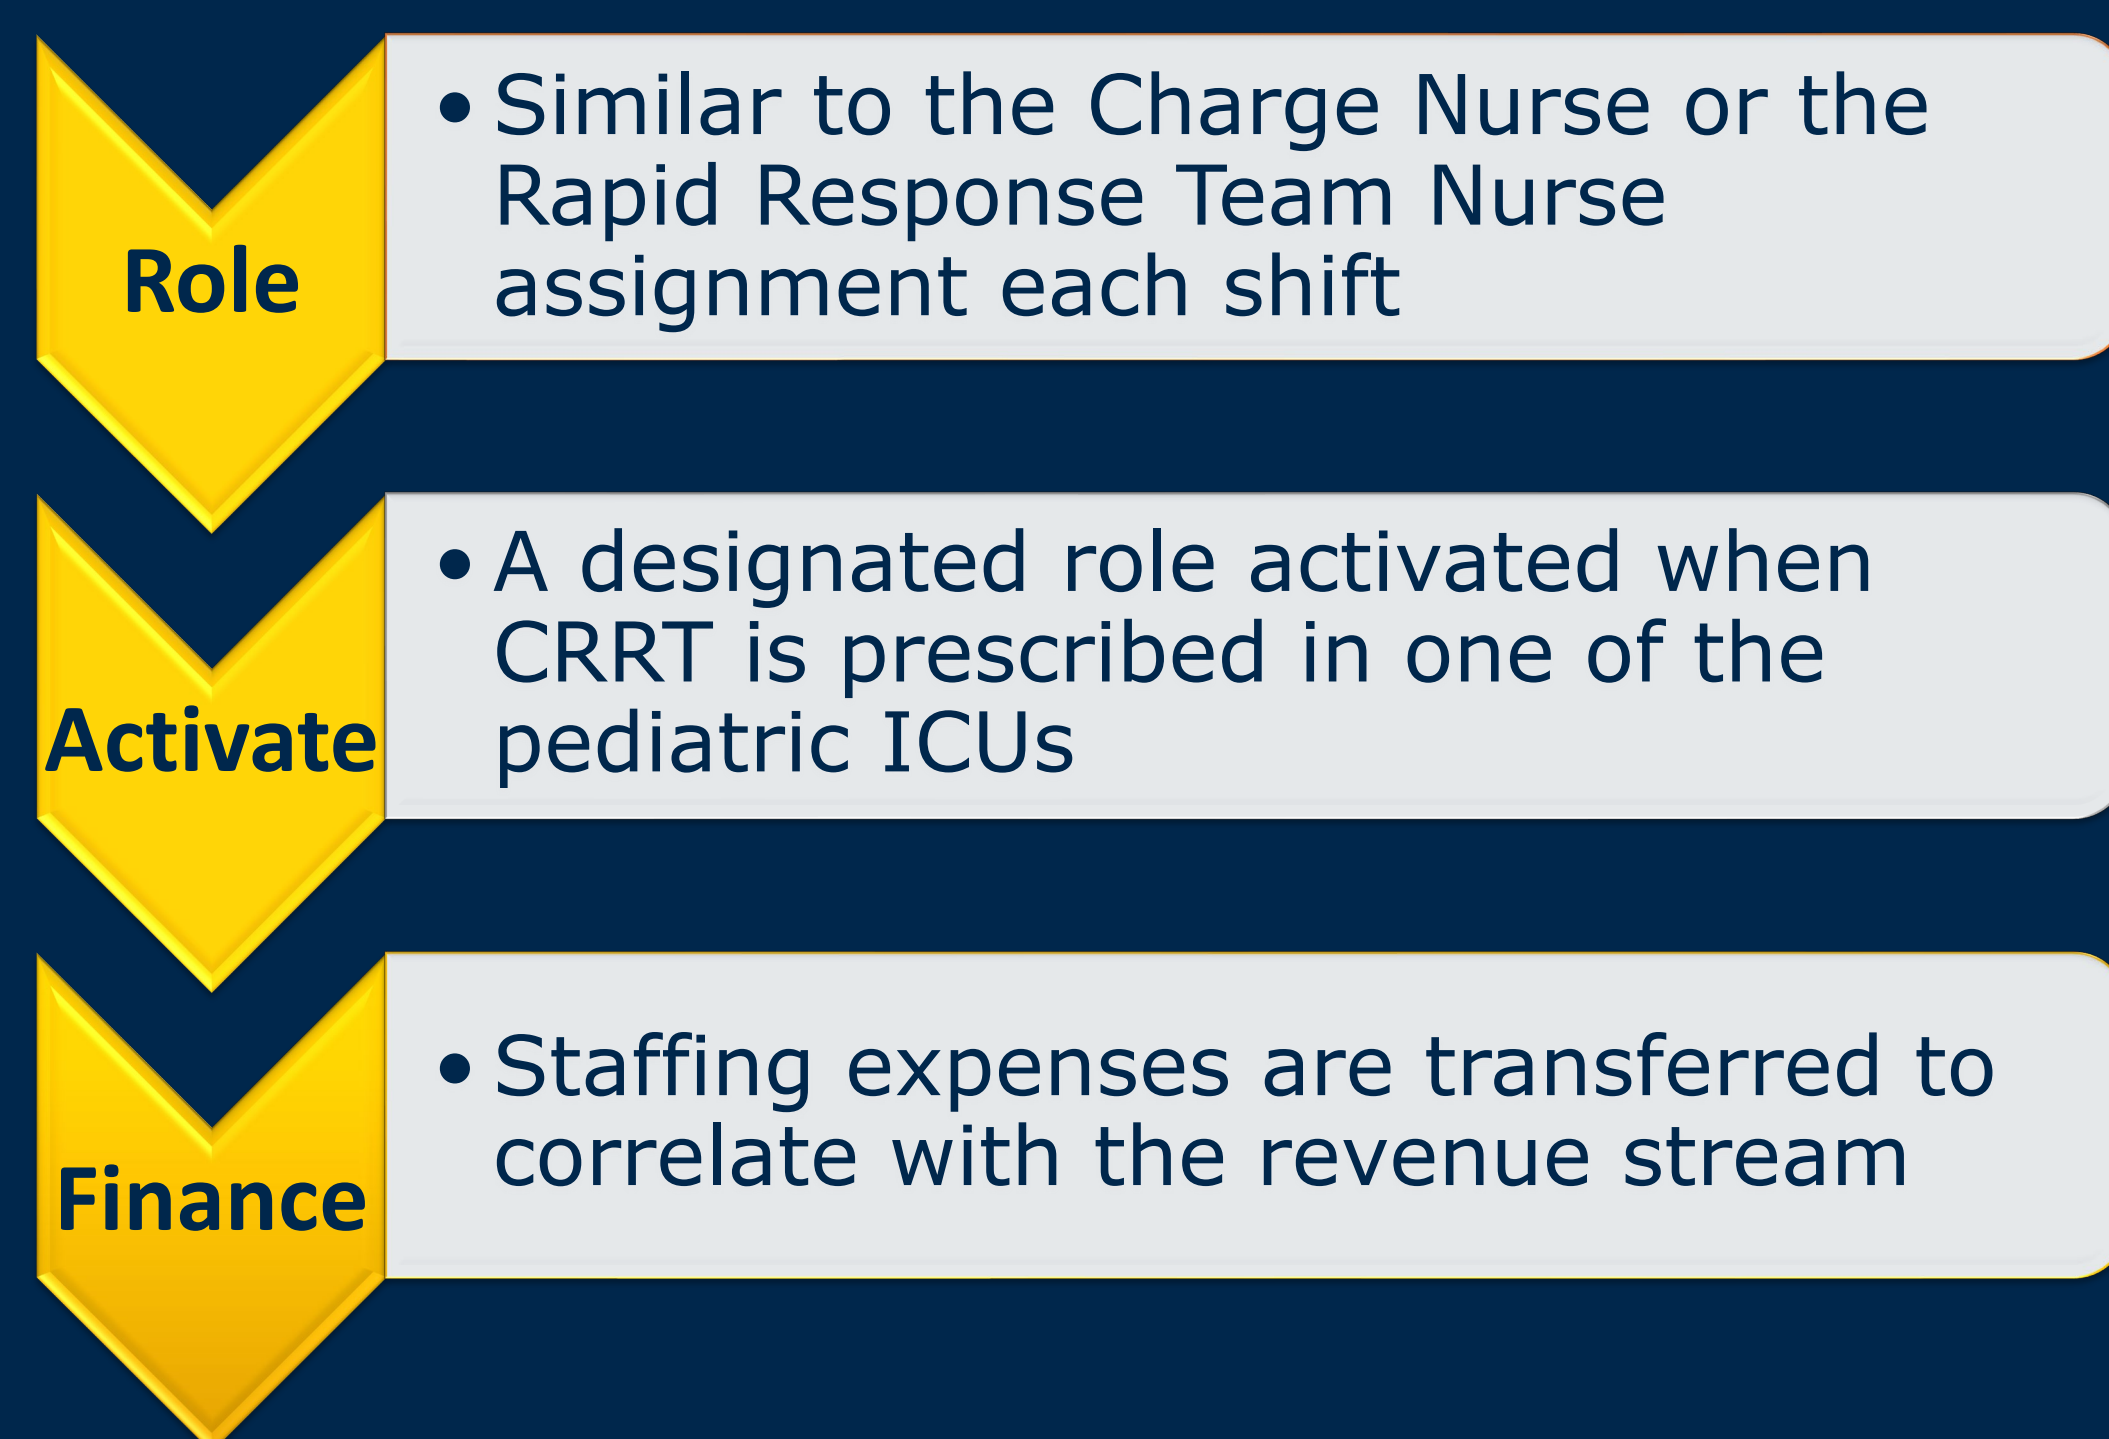 Role
• Similar to the Charge Nurse or the
Rapid Response Team Nurse
assignment each shift
Activate
• A designated role activated when
CRRT is prescribed in one of the
pediatric ICUs
Finance
• Staffing expenses are transferred to
correlate with the revenue stream